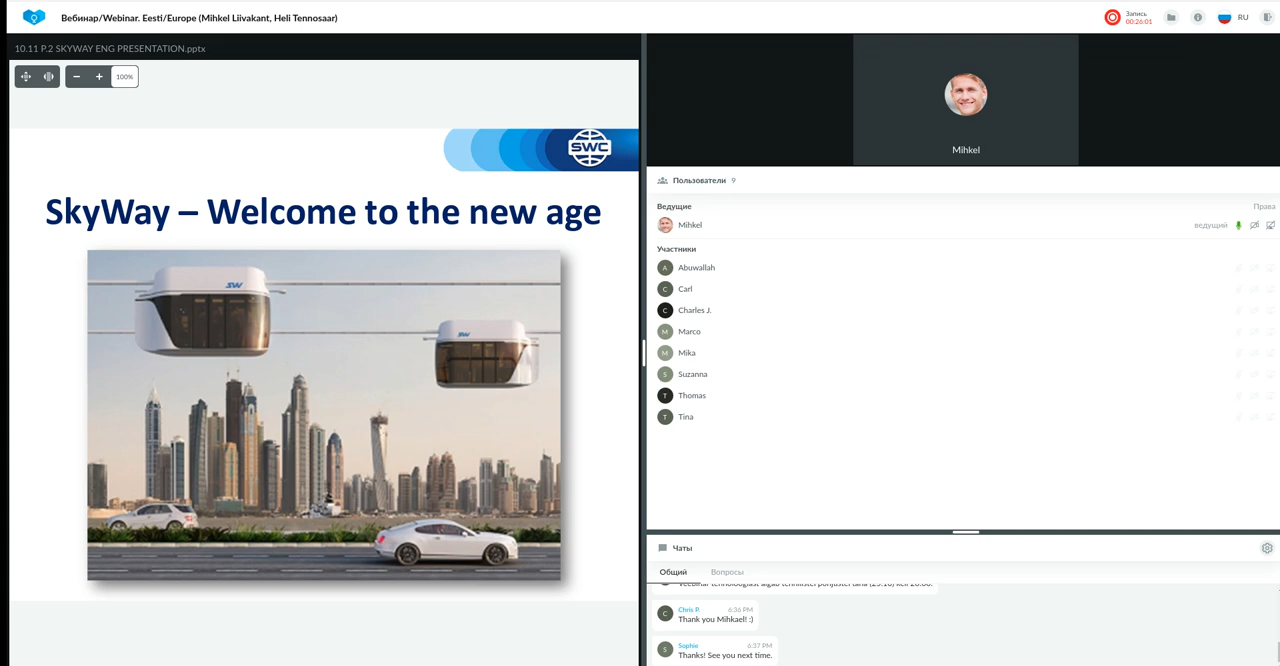 Вебинар/Webinar. Eesti/Europe (Mihkel Liivakant, Heli Tennosaar)
Запись
00:26:01
RU
10.11 P.2 SKYWAY ENG PRESENTATION.pptx
100%
SWC
SkyWay – Welcome to the new age
SW
SW
Mihkel
Пользователи 9
Ведущие Права
Mihkel ведущий
Участники
A Abuwallah
C Carl
C Charles J.
M Marco
M Mika
S Suzanna
T Thomas
T Tina
Чаты
Общий Вопросы
C Chris P. 6:36 PM
Thank you Mihkael! :)
S Sophie 6:37 PM
Thanks! See you next time.